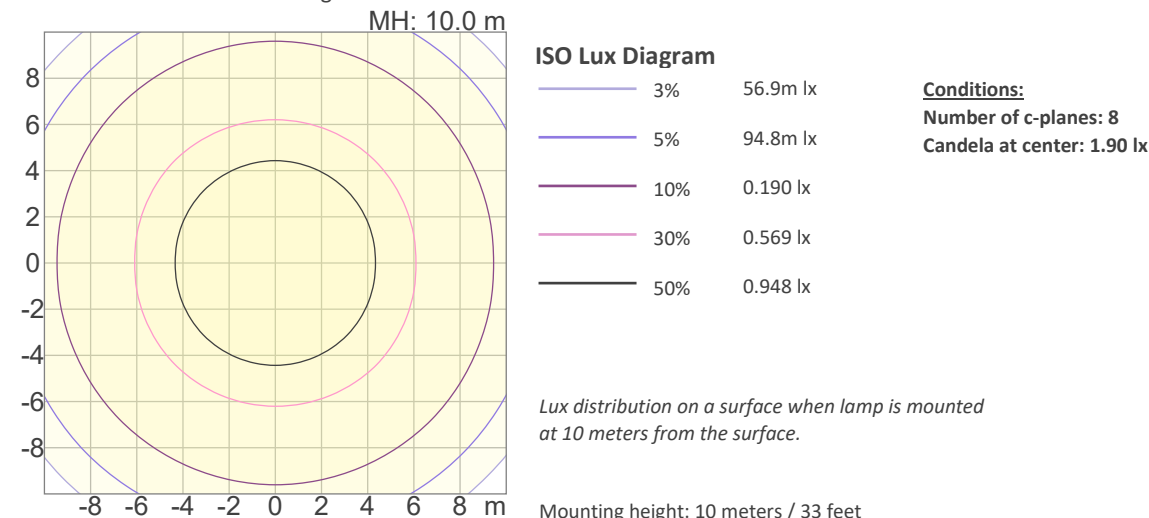 MH: 10.0 m
8
6
4
2
0
-2
-4
-6
-8
-8 -6 -4 -2 0 2 4 6 8 m
ISO Lux Diagram
3% 56.9m lx
5% 94.8m lx
10% 0.190 lx
30% 0.569 lx
50% 0.948 lx
Conditions:
Number of c-planes: 8
Candela at center: 1.90 lx
Lux distribution on a surface when lamp is mounted
at 10 meters from the surface.
Mounting height: 10 meters / 33 feet